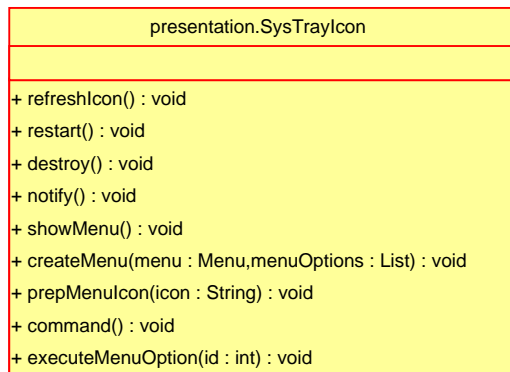 presentation.SysTrayIcon
+ refreshIcon() : void
+ restart() : void
+ destroy() : void
+ notify() : void
+ showMenu() : void
+ createMenu(menu : Menu,menuOptions : List) : void
+ prepMenuIcon(icon : String) : void
+ command() : void
+ executeMenuOption(id : int) : void